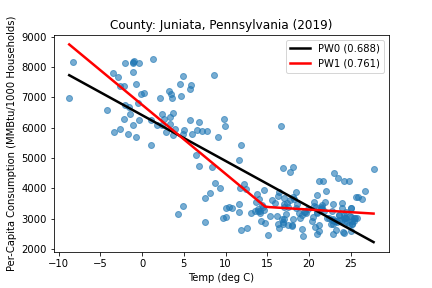 County: Juniata, Pennsylvania (2019)
PW0 (0.688)
PW1 (0.761)
Per-Capita Consumption (MMBtu/1000 Households)
9000
8000
7000
6000
5000
4000
3000
2000
−10 −5 0 5 10 15 20 25
Temp (deg C)